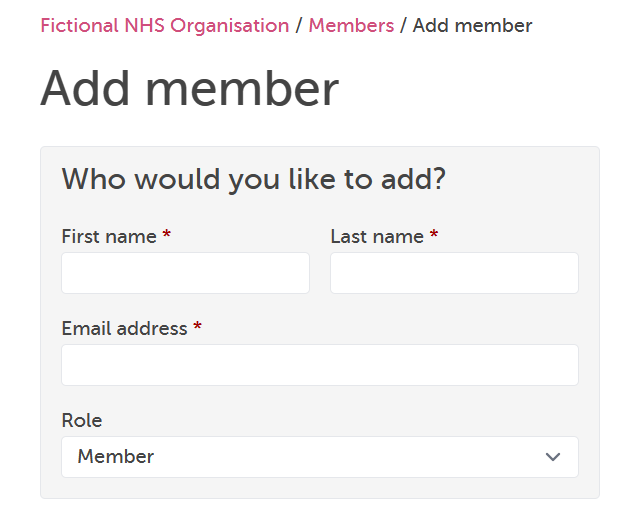 Fictional NHS Organisation / Members / Add member
Add member
Who would you like to add?
First name * Last name *
Email address *
Role
Member